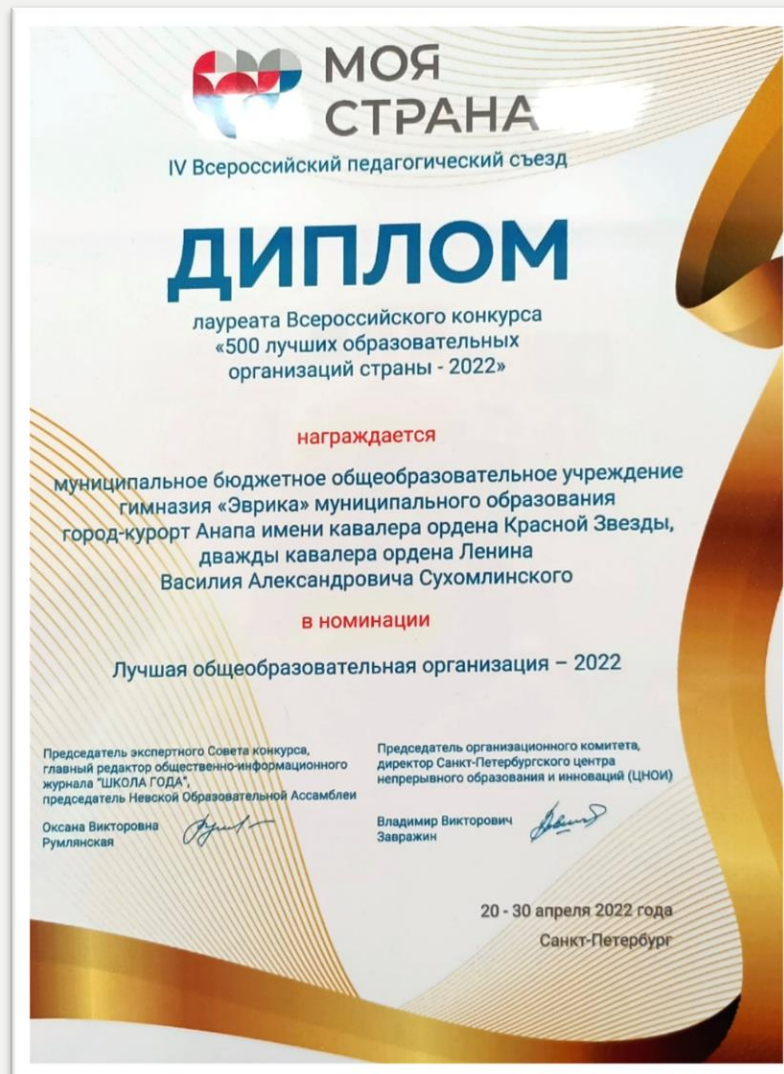 МОЯ
СТРАНА
IV Всероссийский педагогический съезд
ДИПЛОМ
лауреата Всероссийского конкурса
«500 лучших образовательных
организаций страны - 2022»
награждается
муниципальное бюджетное общеобразовательное учреждение
гимназия «Эврика» муниципального образования
город-курорт Анапа имени кавалера ордена Красной Звезды,
дважды кавалера ордена Ленина
Василия Александровича Сухомлинского
в номинации
Лучшая общеобразовательная организация – 2022
Председатель экспертного Совета конкурса,
главный редактор общественно-информационного
журнала "ШКОЛА ГОДА",
председатель Невской Образовательной Ассамблеи
Оксана Викторовна
Румлянская
Председатель организационного комитета,
директор Санкт-Петербургского центра
непрерывного образования и инноваций (ЦНОИ)
Владимир Викторович
Завражин
20 - 30 апреля 2022 года
Санкт-Петербург